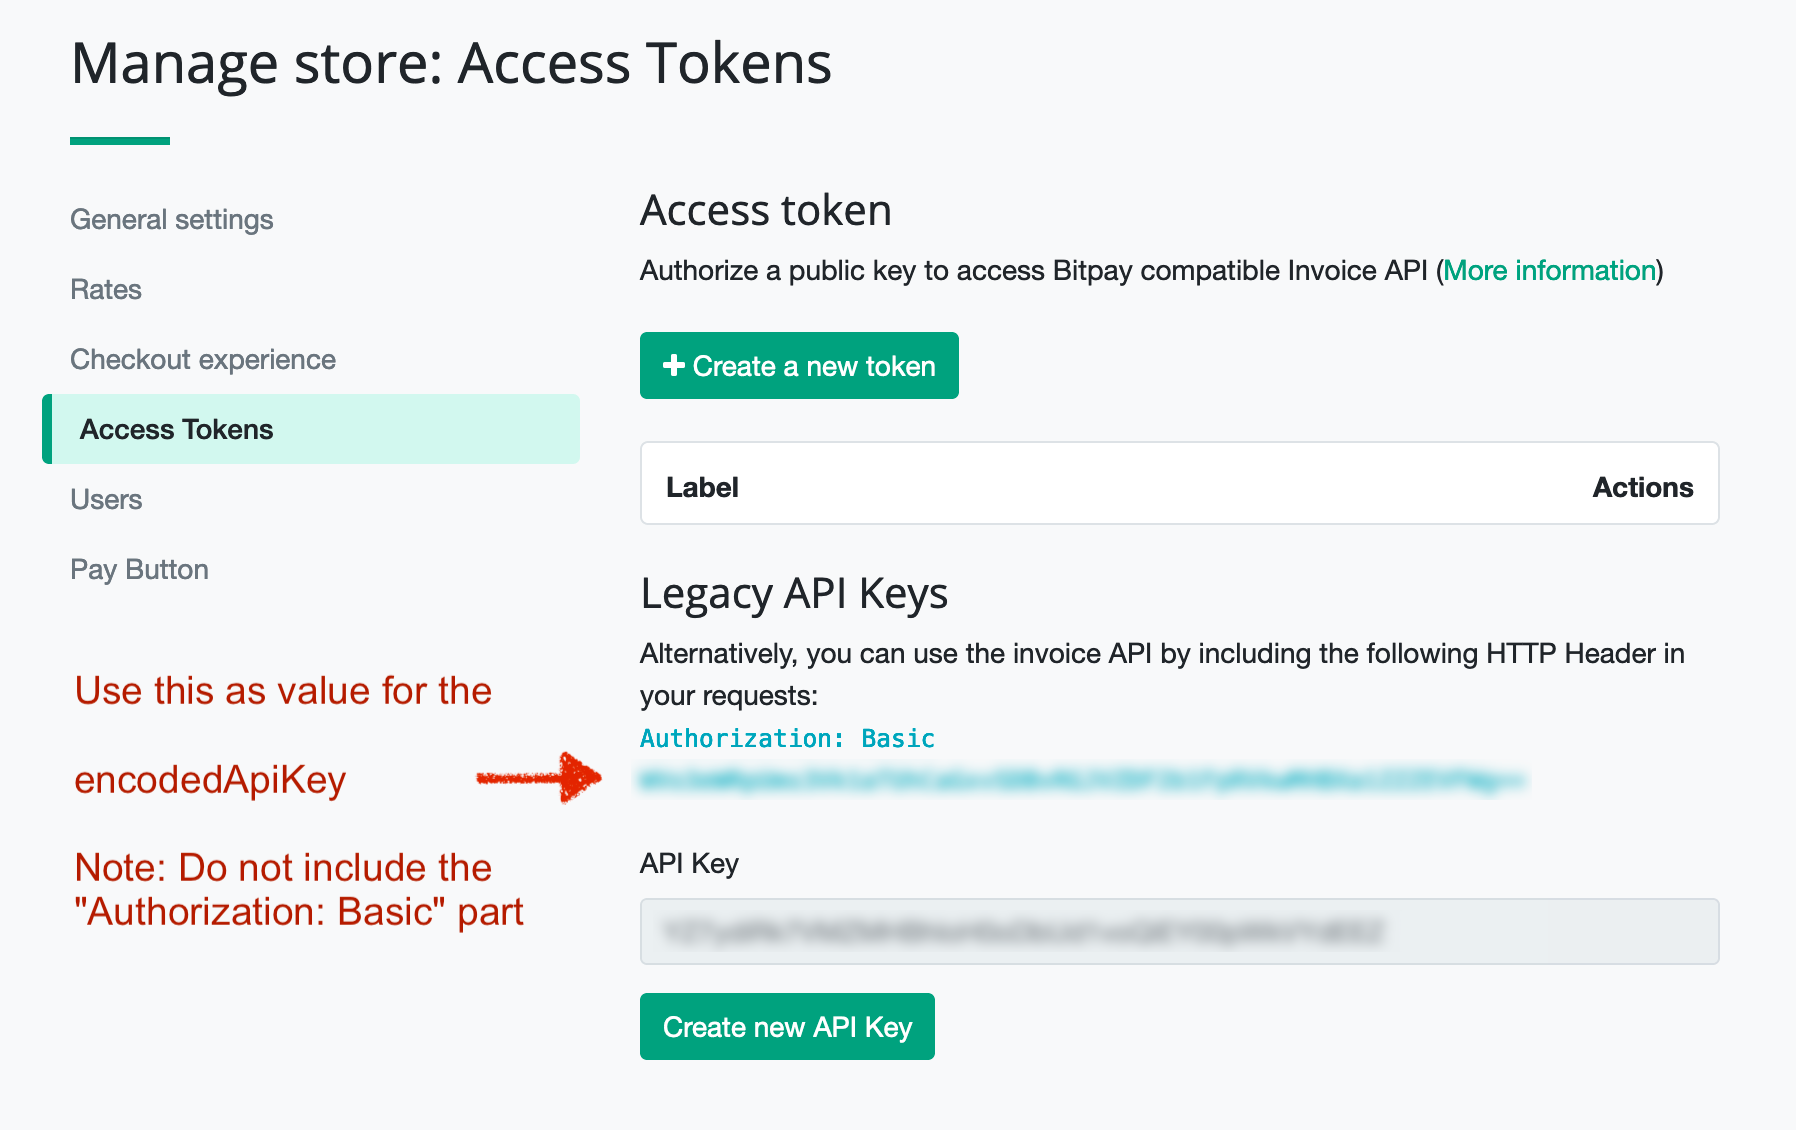 Manage store: Access Tokens
General settings
Rates
Checkout experience
Access Tokens
Users
Pay Button
Use this as value for the
encodedApiKey
Note: Do not include the
"Authorization: Basic" part
Access token
Authorize a public key to access Bitpay compatible Invoice API (More information)
Create a new token
Label Actions
Legacy API Keys
Alternatively, you can use the invoice API by including the following HTTP Header in
your requests:
Authorization: Basic
API Key
Create new API Key